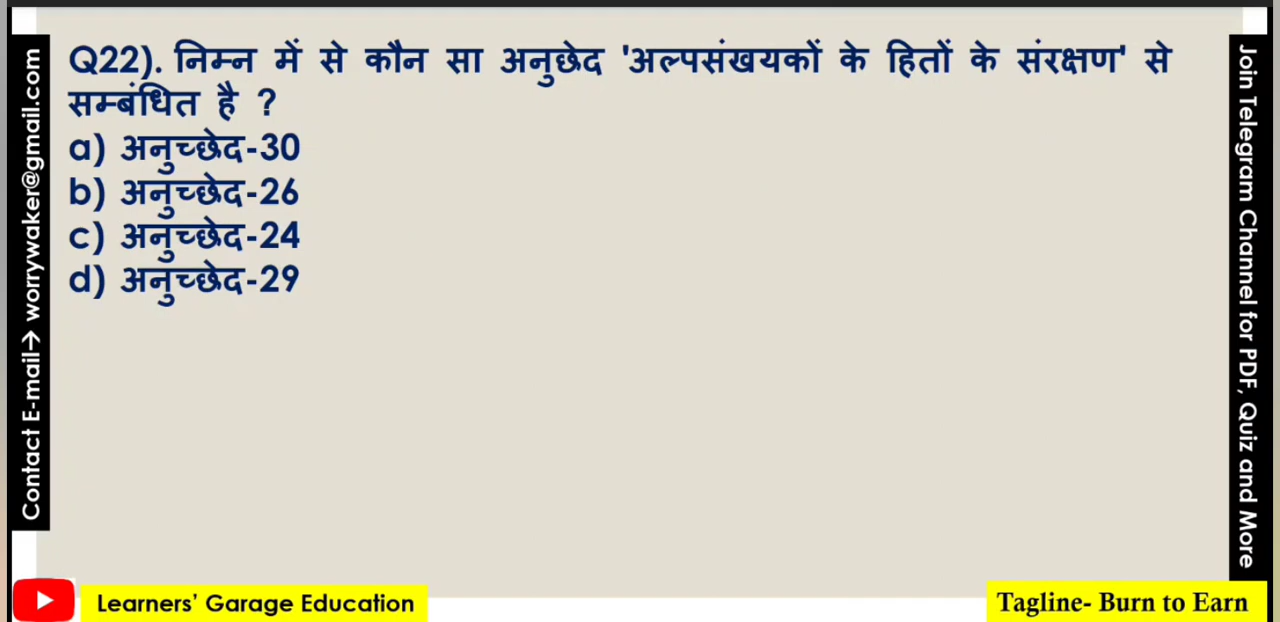 Q22). निम्न में से कौन सा अनुछेद 'अल्पसंखयकों के हितों के संरक्षण' से
सम्बंधित है ?
a) अनुच्छेद-30
b) अनुच्छेद-26
c) अनुच्छेद-24
d) अनुच्छेद-29
Contact E-mail→ worrywaker@gmail.com
Join Telegram Channel for PDF, Quiz and More
Learners’ Garage Education
Tagline- Burn to Earn